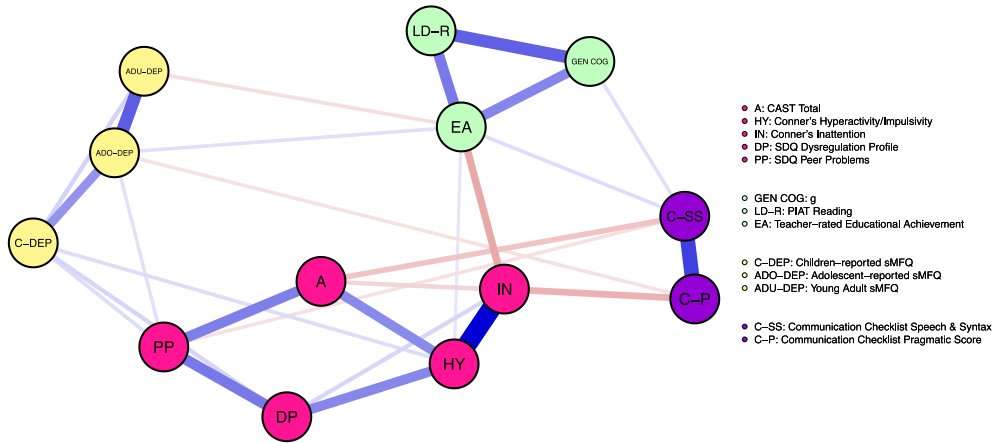 LD−R
GEN COG
ADU−DEP
EA
ADO−DEP
C−SS
C−DEP
A
IN
C−P
PP
HY
DP
A: CAST Total
HY: Conner's Hyperactivity/Impulsivity
IN: Conner's Inattention
DP: SDQ Dysregulation Profile
PP: SDQ Peer Problems
GEN COG: g
LD−R: PIAT Reading
EA: Teacher−rated Educational Achievement
C−DEP: Children−reported sMFQ
ADO−DEP: Adolescent−reported sMFQ
ADU−DEP: Young Adult sMFQ
C−SS: Communication Checklist Speech & Syntax
C−P: Communication Checklist Pragmatic Score